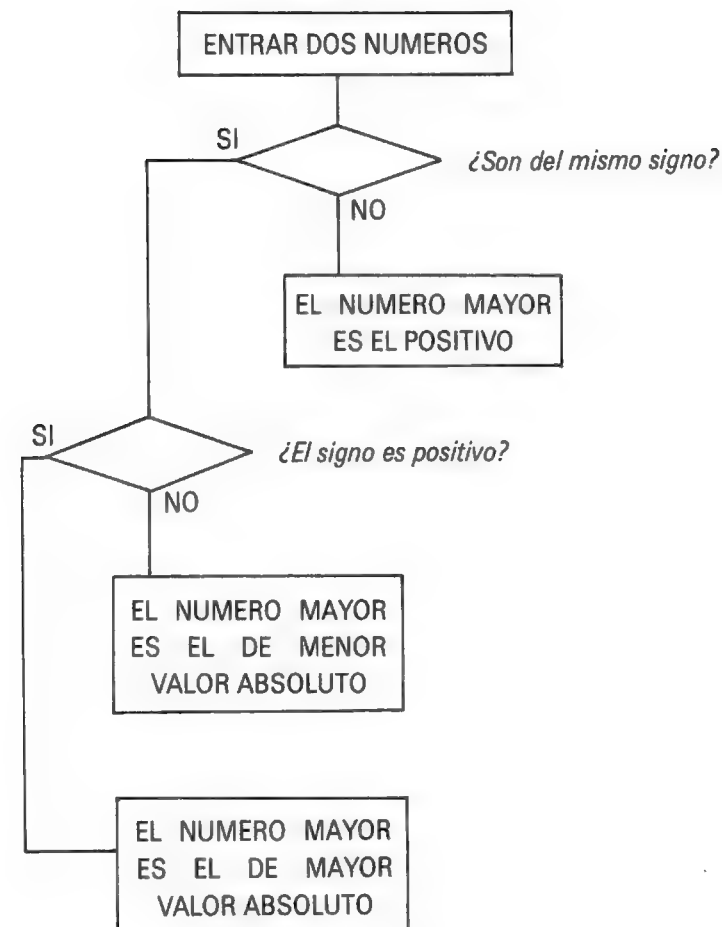 ENTRAR DOS NUMEROS
SI
¿Son del mismo signo?
NO
EL NUMERO MAYOR
ES EL POSITIVO
SI
¿El signo es positivo?
NO
EL NUMERO MAYOR
ES EL DE MENOR
VALOR ABSOLUTO
EL NUMERO MAYOR
ES EL DE MAYOR
VALOR ABSOLUTO